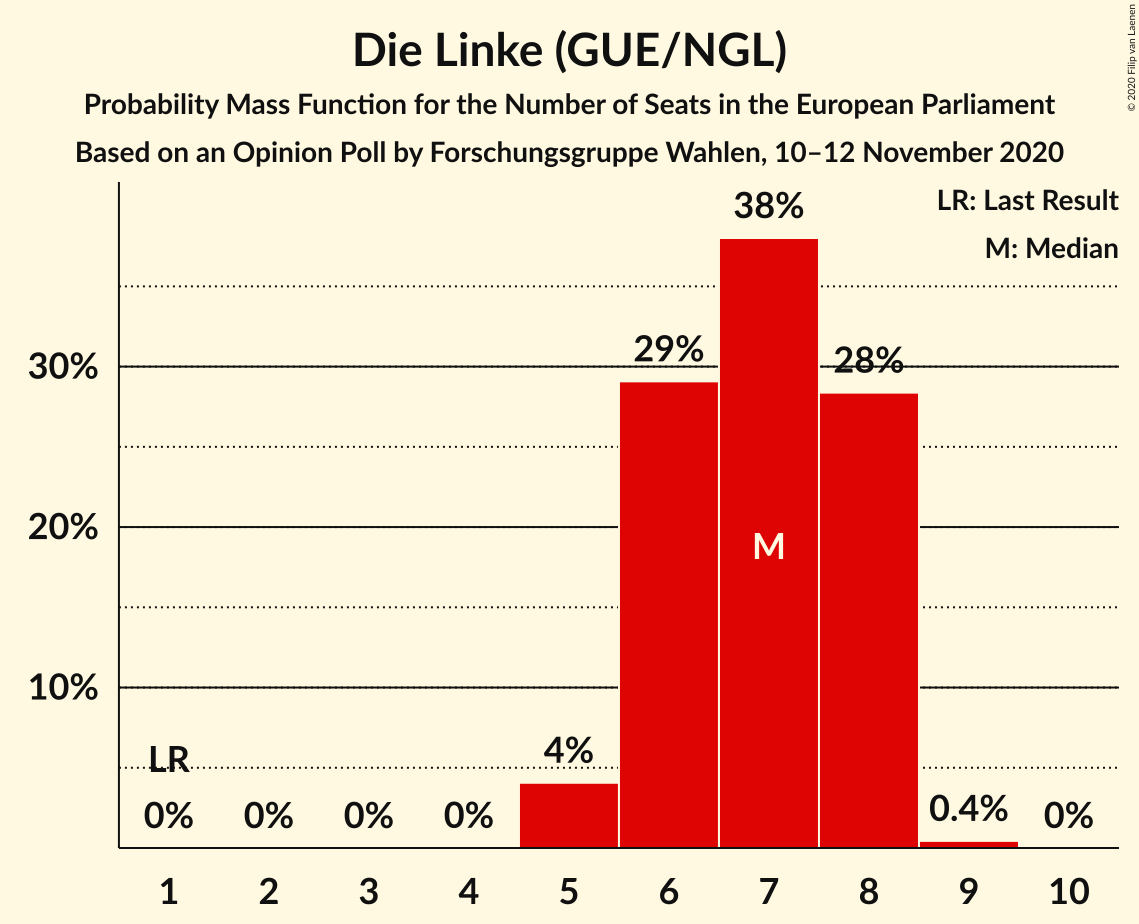 Die Linke (GUE/NGL)
Probability Mass Function for the Number of Seats in the European Parliament
Based on an Opinion Poll by Forschungsgruppe Wahlen, 10–12 November 2020
© 2020 Filip van Laenen
LR: Last Result
M: Median
38%
29%
28%
30%
20%
M
10%
LR
4%
0%
0%
0%
0%
0.4%
0%
1 2 3 4 5 6 7 8 9 10